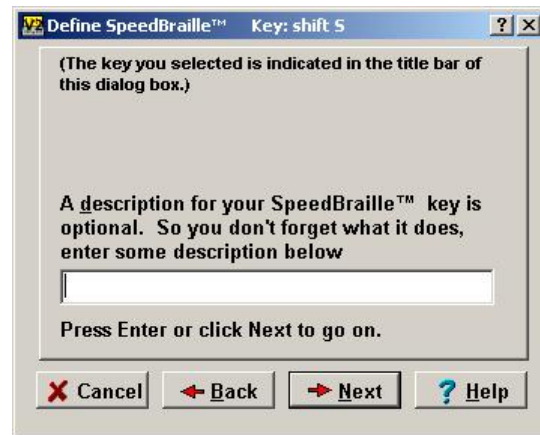 V2 Define SpeedBraille™ Key: shift S
(The key you selected is indicated in the title bar of
this dialog box.)
A description for your SpeedBraille™ key is
optional. So you don't forget what it does,
enter some description below
Press Enter or click Next to go on.
Cancel Back Next ? Help